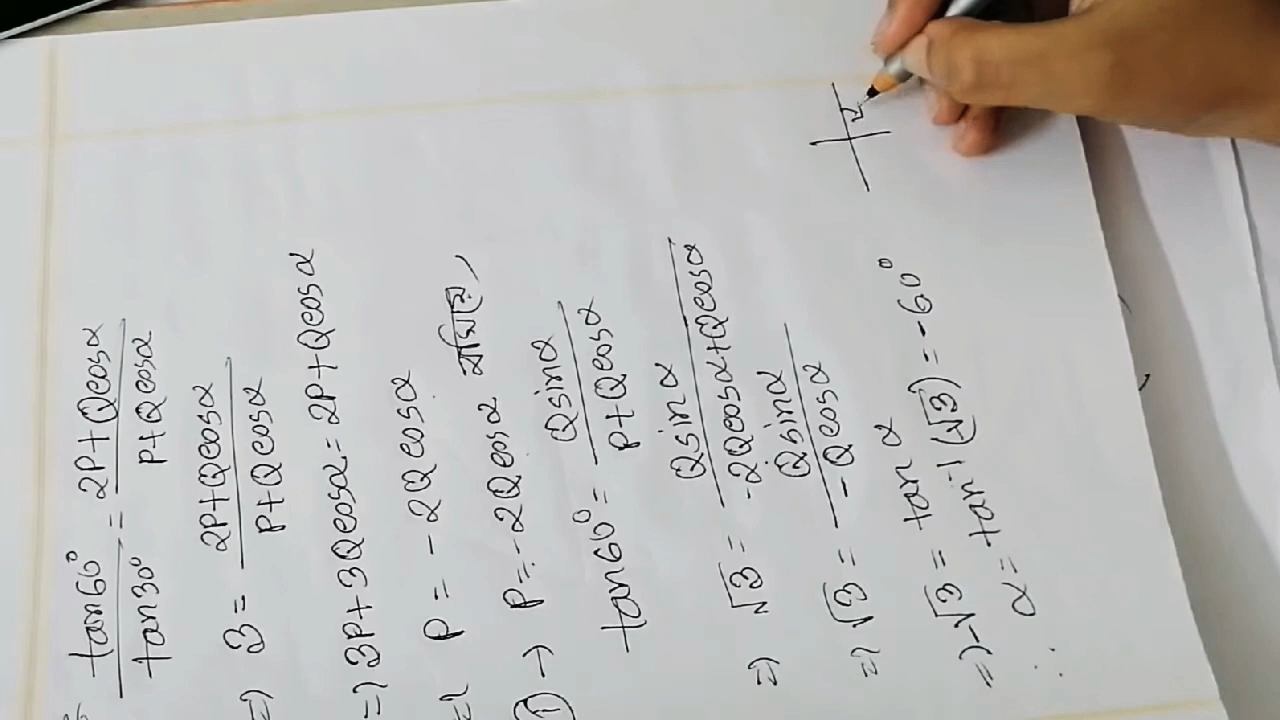 tan60°/tan30° = 2P+Qcosα/P+Qcosα
=) 3 = 2P+Qcosα/P+Qcosα
=) 3P+3Qcosα = 2P+Qcosα
P = -2Qcosα
① → P = -2Qcosα বসিয়ে,
tan60° = Qsinα/P+Qcosα
=) √3 = Qsinα/-2Qcosα+Qcosα
=) √3 = Qsinα/-Qcosα
=) -√3 = tanα
∴ α = tan⁻¹(-√3) = -60°